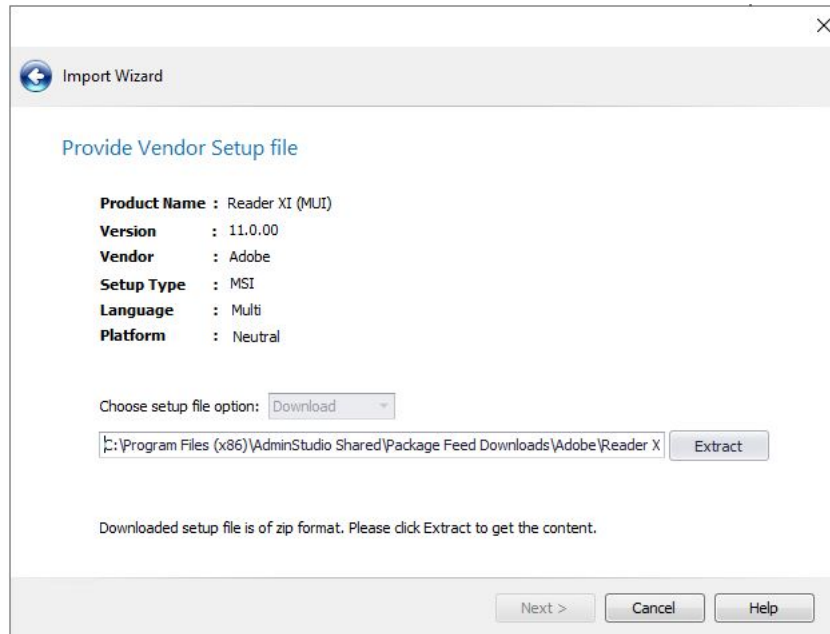 Import Wizard
Provide Vendor Setup file
Product Name : Reader XI (MUI)
Version : 11.0.00
Vendor : Adobe
Setup Type : MSI
Language : Multi
Platform : Neutral
Choose setup file option: Download
C:\Program Files (x86)\AdminStudio Shared\Package Feed Downloads\Adobe\Reader X Extract
Downloaded setup file is of zip format. Please click Extract to get the content.
Next > Cancel Help